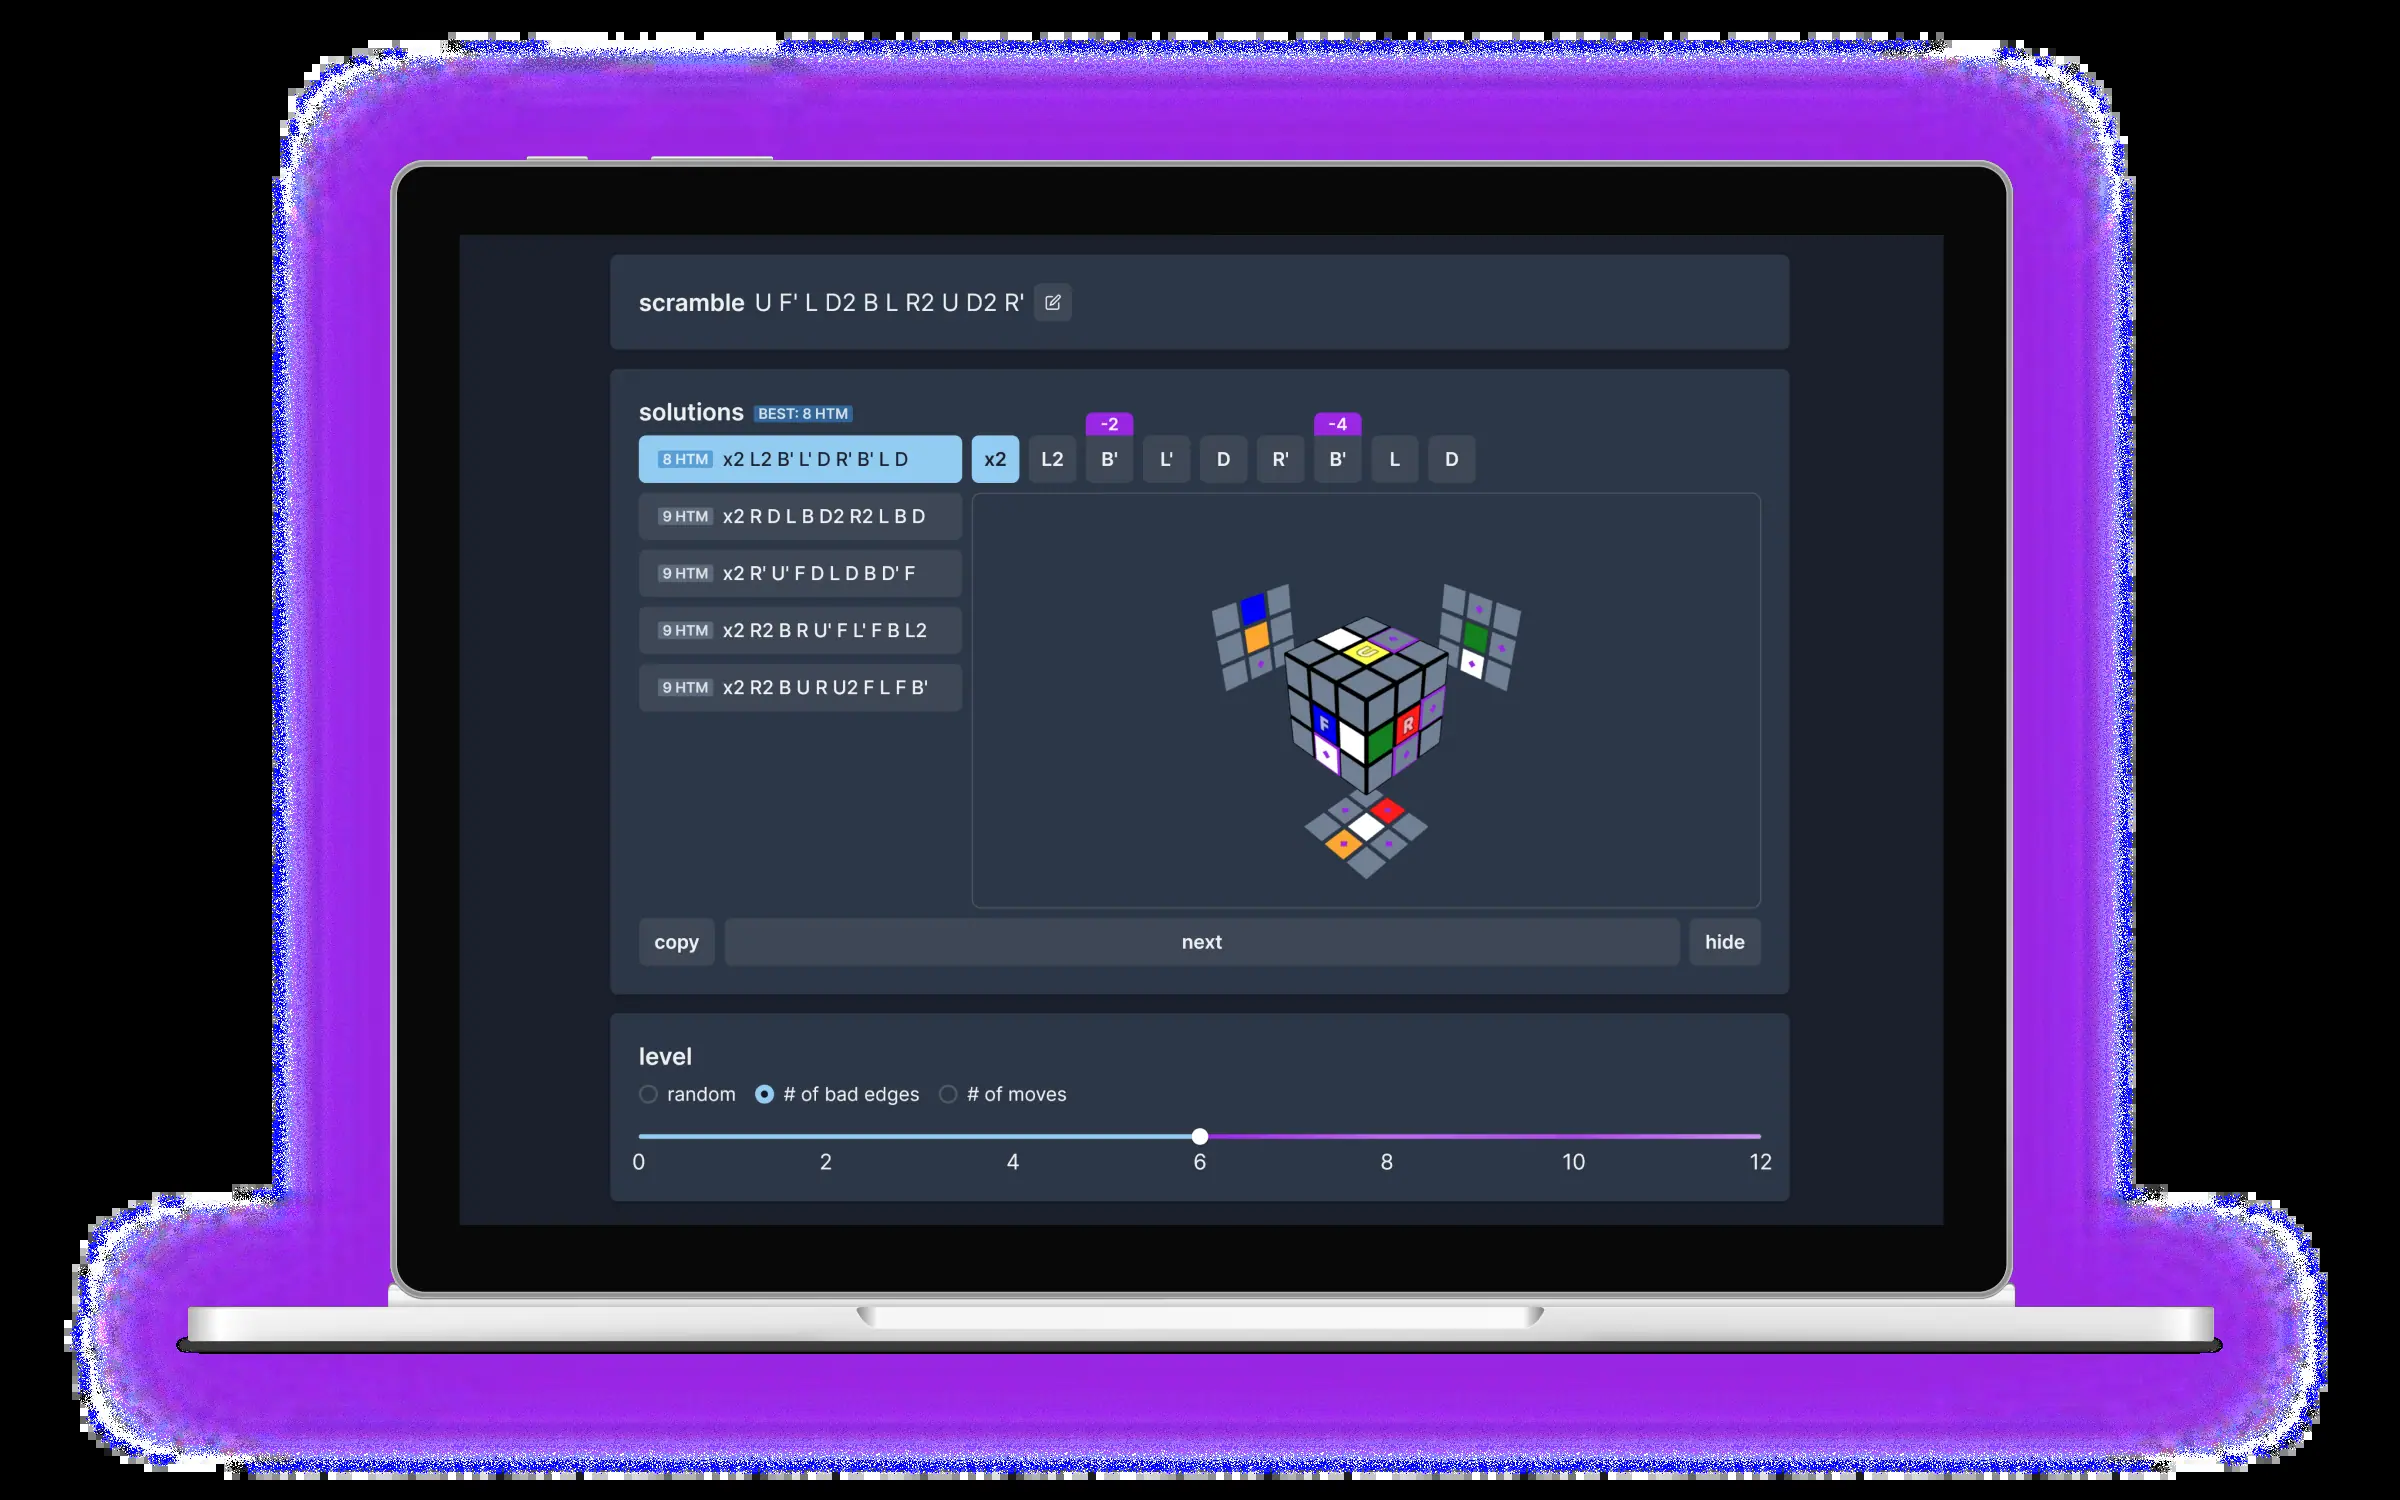 scramble U F' L D2 B L R2 U D2 R'
solutions BEST: 8 HTM
-2 -4
8 HTM x2 L2 B' L' D R' B' L D
x2 L2 B' L' D R' B' L D
9 HTM x2 R D L B D2 R2 L B D
9 HTM x2 R' U' F D L D B D' F
9 HTM x2 R2 B R U' F L' F B L2
9 HTM x2 R2 B U R U2 F L F B'
U
F R
copy next hide
level
random # of bad edges # of moves
0 2 4 6 8 10 12